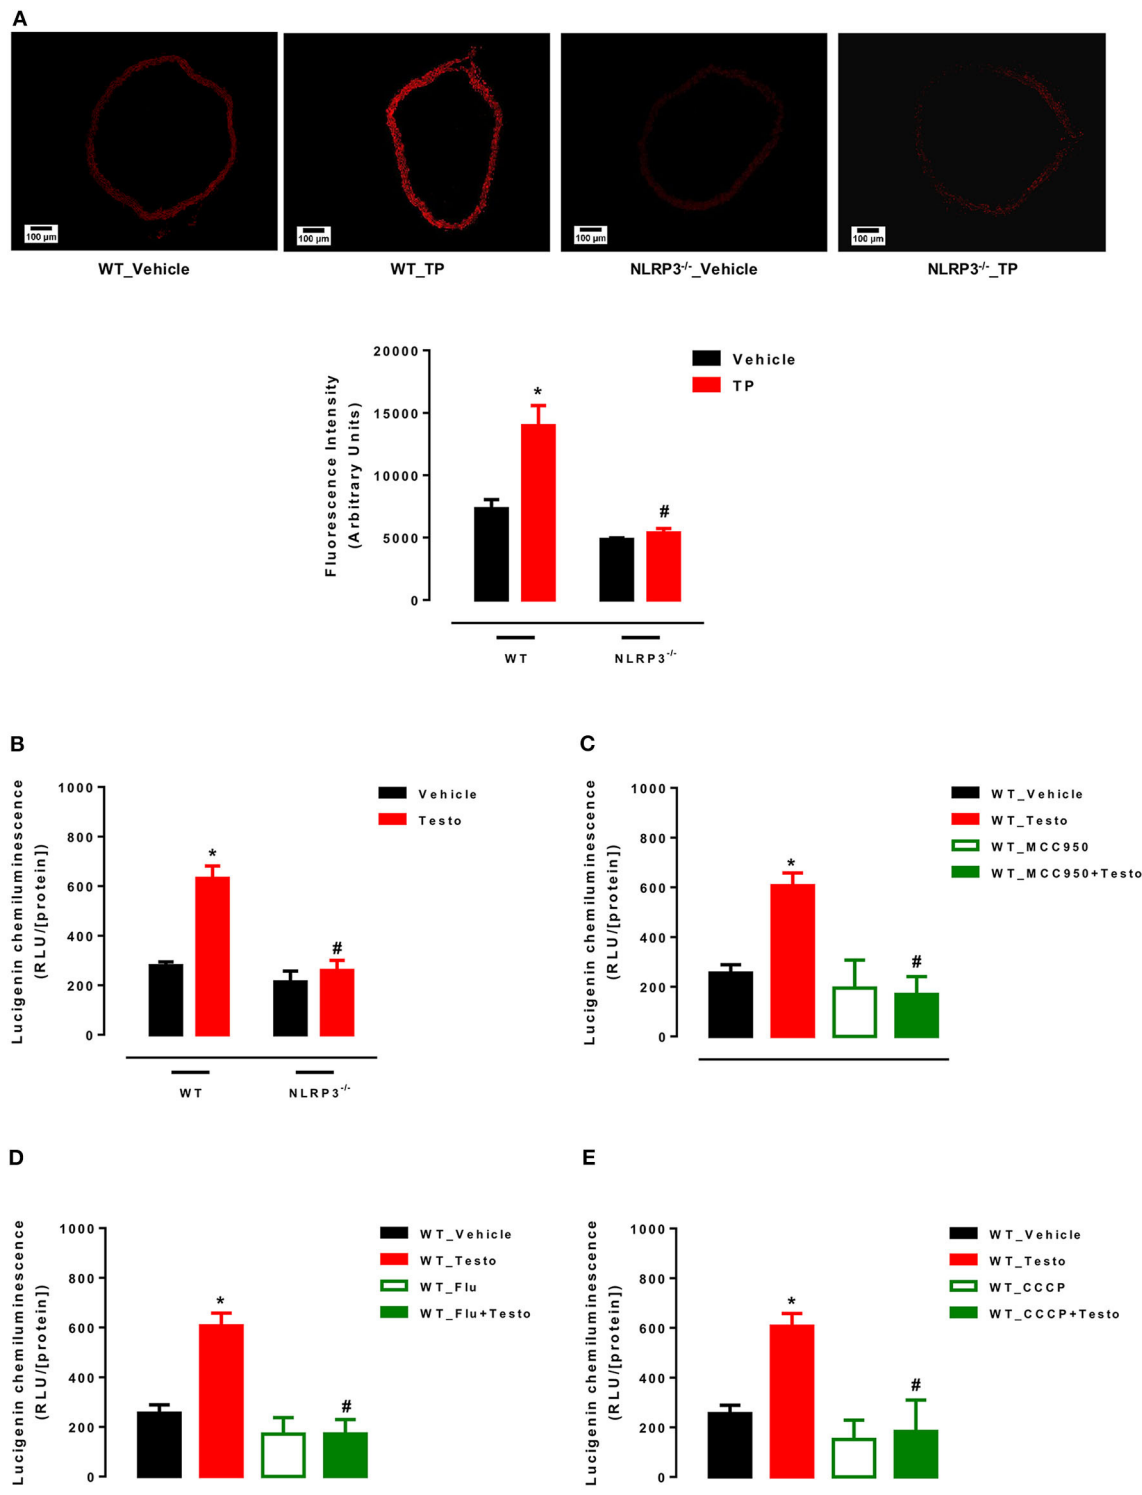 A
100 µm
100 µm
100 µm
100 µm
WT_Vehicle
WT_TP
NLRP3-/-_Vehicle
NLRP3-/-_TP
Fluorescence Intensity
(Arbitrary Units)
20000
15000
10000
5000
0
*
#
Vehicle
TP
WT
NLRP3-/-
B
Lucigenin chemiluminescence
(RLU/[protein])
1000
800
600
400
200
0
*
#
Vehicle
Testo
WT
NLRP3-/-
C
Lucigenin chemiluminescence
(RLU/[protein])
1000
800
600
400
200
0
*
#
WT_Vehicle
WT_Testo
WT_MCC950
WT_MCC950+Testo
D
Lucigenin chemiluminescence
(RLU/[protein])
1000
800
600
400
200
0
*
#
WT_Vehicle
WT_Testo
WT_Flu
WT_Flu+Testo
E
Lucigenin chemiluminescence
(RLU/[protein])
1000
800
600
400
200
0
*
#
WT_Vehicle
WT_Testo
WT_CCCP
WT_CCCP+Testo